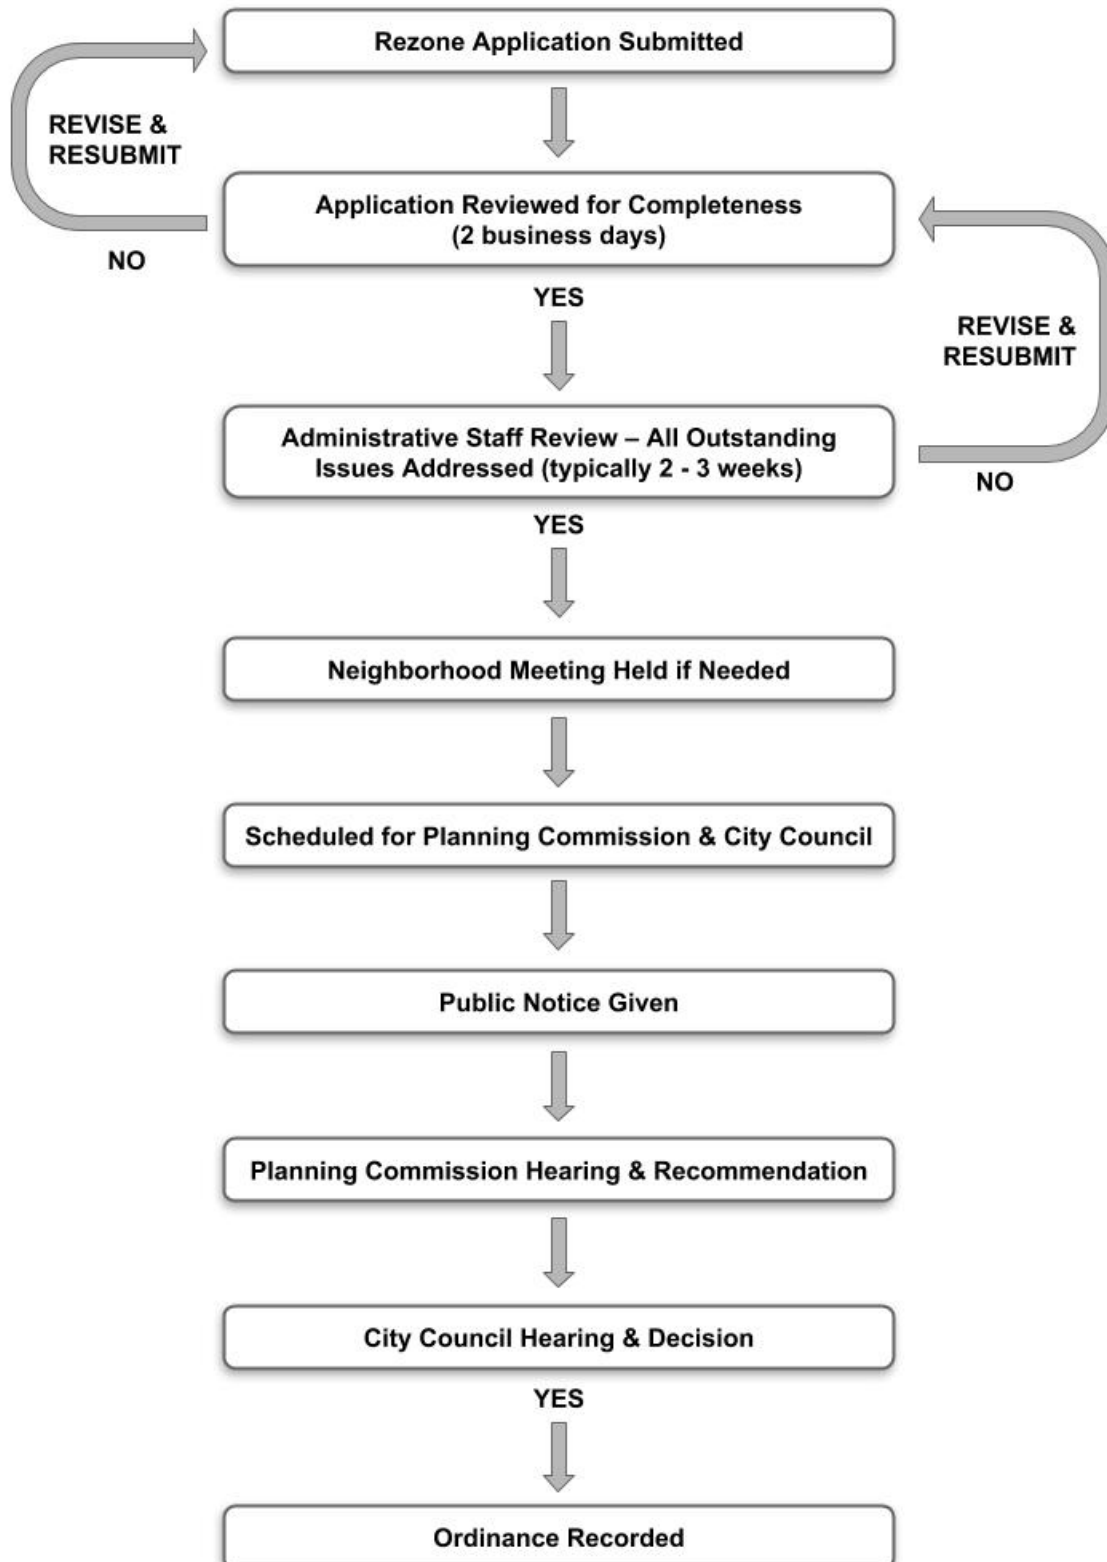 Rezone Application Submitted
REVISE &
RESUBMIT
Application Reviewed for Completeness
(2 business days)
NO
YES
REVISE &
RESUBMIT
Administrative Staff Review – All Outstanding
Issues Addressed (typically 2 - 3 weeks)
NO
YES
Neighborhood Meeting Held if Needed
Scheduled for Planning Commission & City Council
Public Notice Given
Planning Commission Hearing & Recommendation
City Council Hearing & Decision
YES
Ordinance Recorded